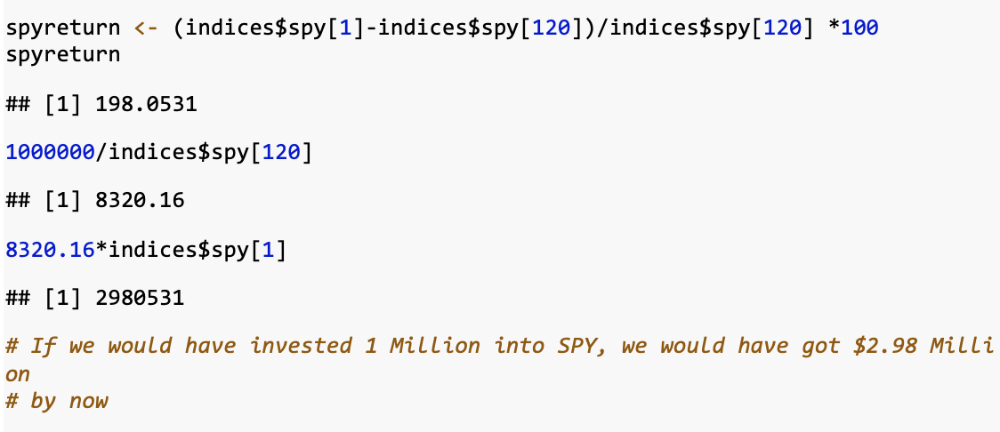 spyreturn <- (indices$spy[1]-indices$spy[120])/indices$spy[120] *100
spyreturn
## [1] 198.0531
1000000/indices$spy[120]
## [1] 8320.16
8320.16*indices$spy[1]
## [1] 2980531
# If we would have invested 1 Million into SPY, we would have got $2.98 Milli
on
# by now